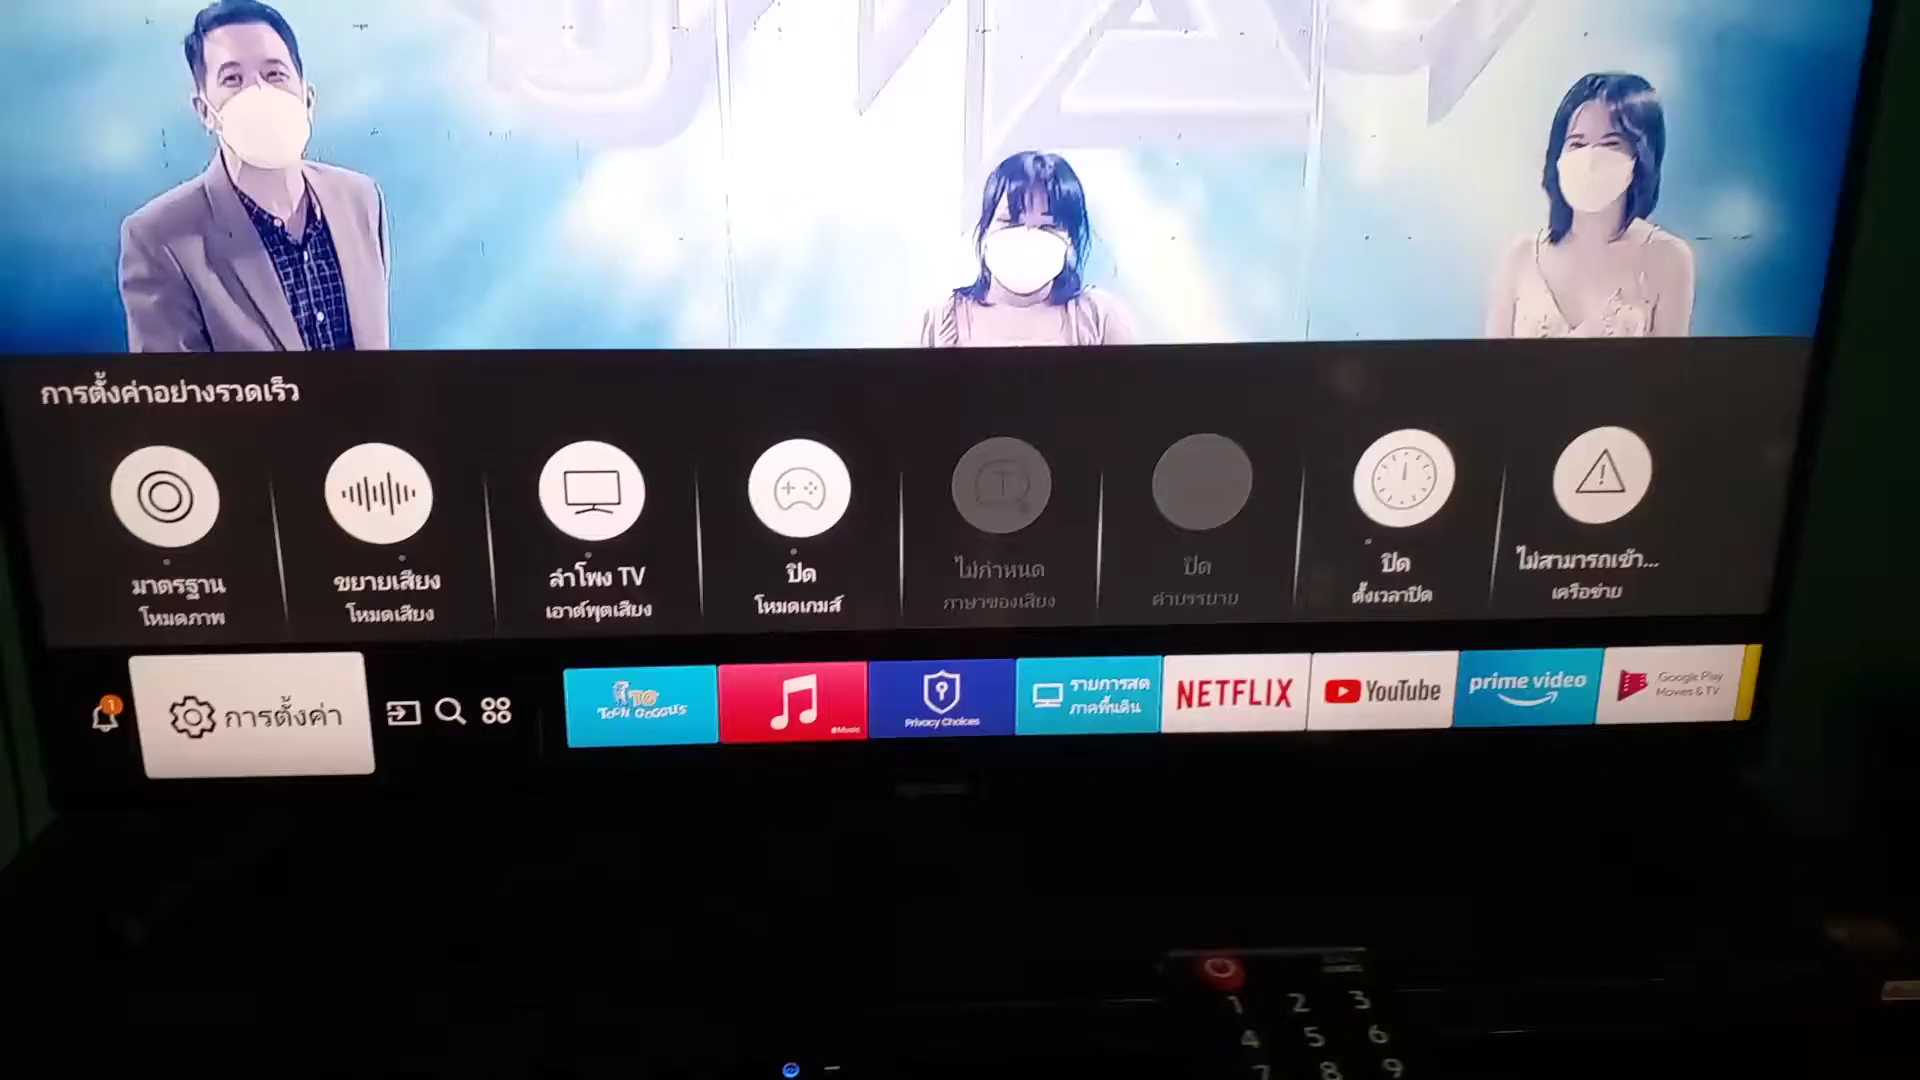 การตั้งค่าอย่างรวดเร็ว
มาตรฐาน
โหมดภาพ
ขยายเสียง
โหมดเสียง
ลำโพง TV
เอาต์พุตเสียง
ปิด
โหมดเกมส์
ไม่กำหนด
ภาษาของเสียง
ปิด
คำบรรยาย
ปิด
ตั้งเวลาปิด
ไม่สามารถเข้า...
เครือข่าย
1
การตั้งค่า
TOON GOGGLES
Music
Privacy Choices
รายการสด
ภาคพื้นดิน
NETFLIX
YouTube
prime video
Google Play
Movies & TV
1 2 3
4 5 6
7 8 9